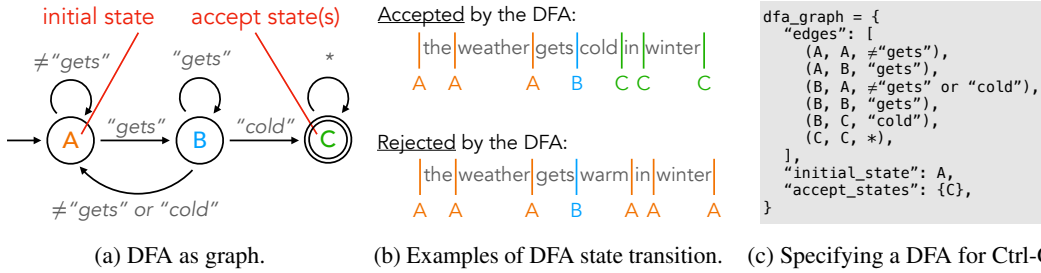 initial state accept state(s)
≠“gets” “gets” *
A “gets” B “cold” C
≠“gets” or “cold”
(a) DFA as graph.
Accepted by the DFA:
the weather gets cold in winter
A A A B C C C
Rejected by the DFA:
the weather gets warm in winter
A A A B A A A
(b) Examples of DFA state transition.
dfa_graph = {
“edges”: [
(A, A, ≠“gets”),
(A, B, “gets”),
(B, A, ≠“gets” or “cold”),
(B, B, “gets”),
(B, C, “cold”),
(C, C, *),
],
“initial_state”: A,
“accept_states”: {C},
}
(c) Specifying a DFA for Ctrl-